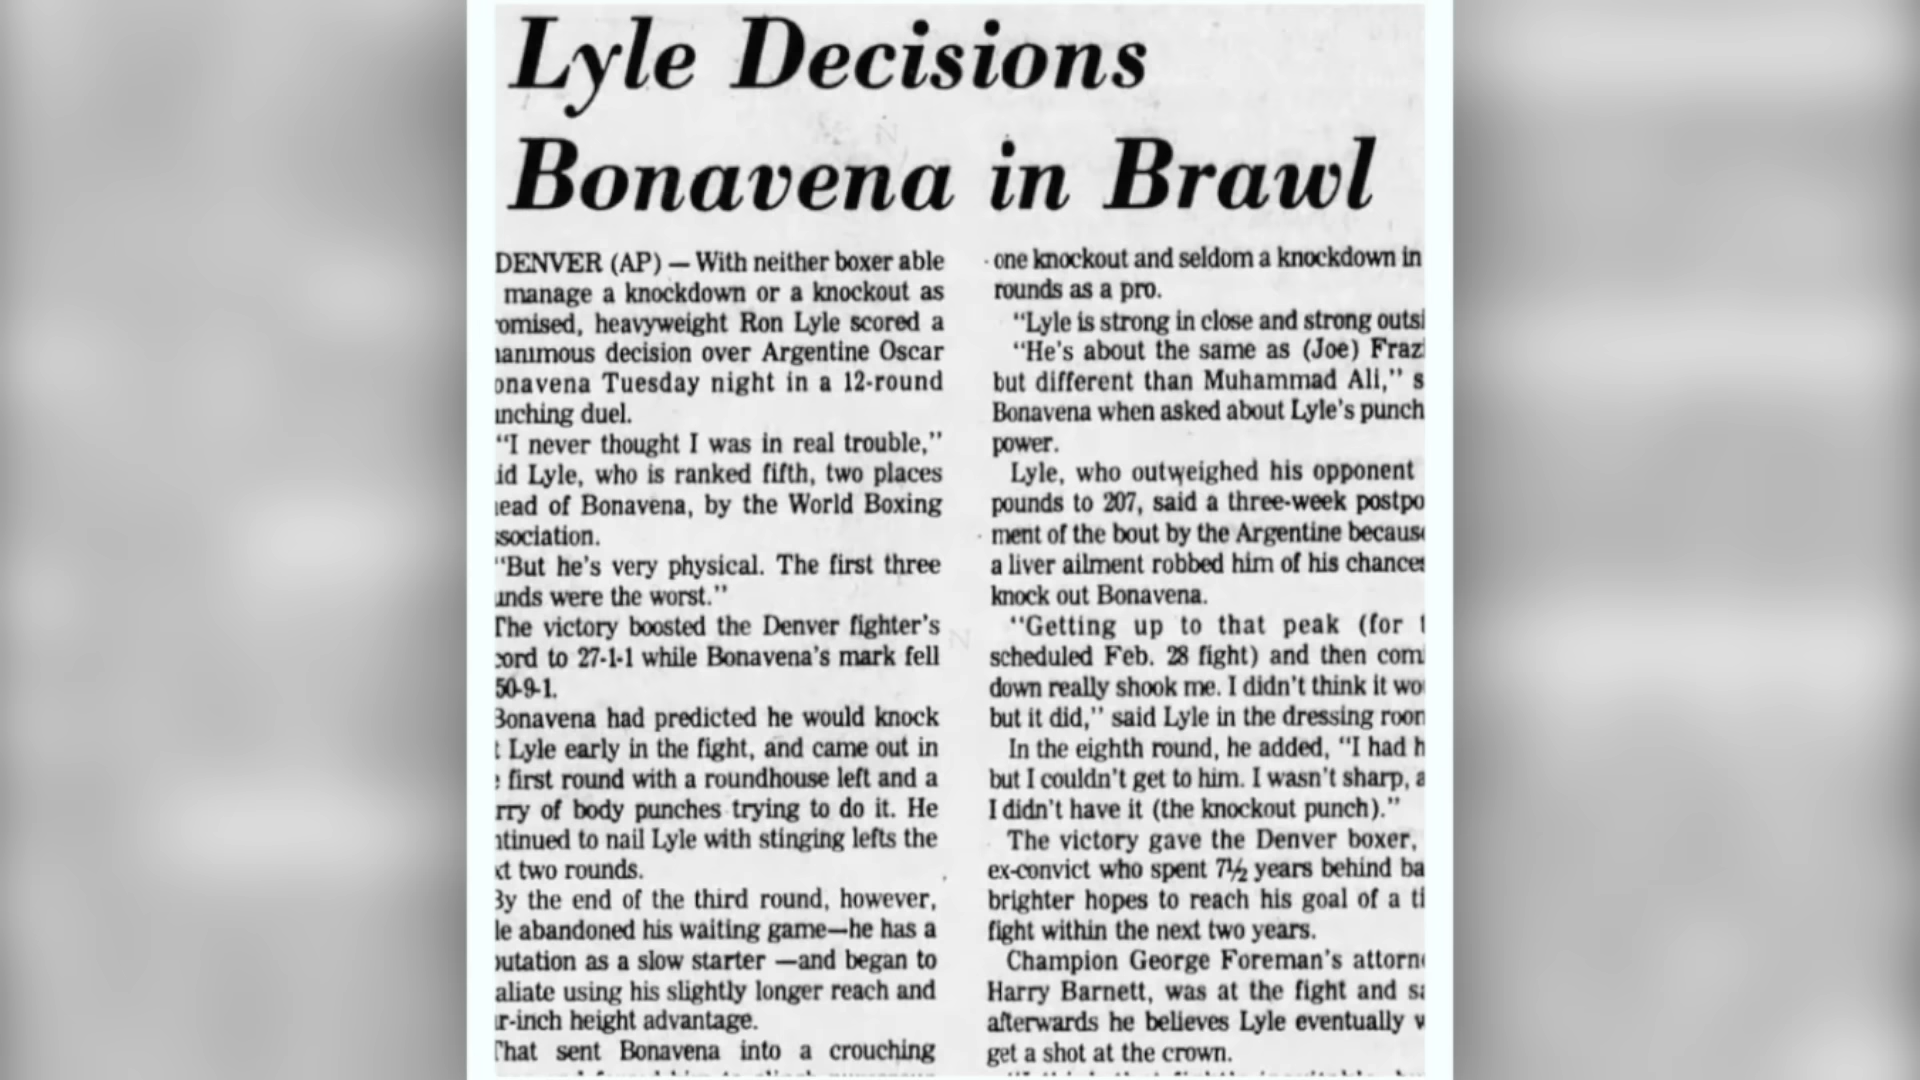 Lyle Decisions
Bonavena in Brawl
DENVER (AP) — With neither boxer able
manage a knockdown or a knockout as
omised, heavyweight Ron Lyle scored a
animous decision over Argentine Oscar
onavena Tuesday night in a 12-round
nching duel.
"I never thought I was in real trouble,"
id Lyle, who is ranked fifth, two places
ead of Bonavena, by the World Boxing
ssociation.
"But he's very physical. The first three
unds were the worst."
The victory boosted the Denver fighter's
cord to 27-1-1 while Bonavena's mark fell
50-9-1.
Bonavena had predicted he would knock
t Lyle early in the fight, and came out in
e first round with a roundhouse left and a
rry of body punches trying to do it. He
ntinued to nail Lyle with stinging lefts the
xt two rounds.
By the end of the third round, however,
le abandoned his waiting game—he has a
putation as a slow starter —and began to
aliate using his slightly longer reach and
r-inch height advantage.
That sent Bonavena into a crouching
one knockout and seldom a knockdown in
rounds as a pro.
"Lyle is strong in close and strong outsi
"He's about the same as (Joe) Frazi
but different than Muhammad Ali," s
Bonavena when asked about Lyle's punch
power.
Lyle, who outweighed his opponent
pounds to 207, said a three-week postpo
ment of the bout by the Argentine because
a liver ailment robbed him of his chances
knock out Bonavena.
"Getting up to that peak (for t
scheduled Feb. 28 fight) and then com
down really shook me. I didn't think it wo
but it did," said Lyle in the dressing room
In the eighth round, he added, "I had h
but I couldn't get to him. I wasn't sharp, a
I didn't have it (the knockout punch)."
The victory gave the Denver boxer,
ex-convict who spent 7½ years behind ba
brighter hopes to reach his goal of a ti
fight within the next two years.
Champion George Foreman's attorne
Harry Barnett, was at the fight and sa
afterwards he believes Lyle eventually w
get a shot at the crown.